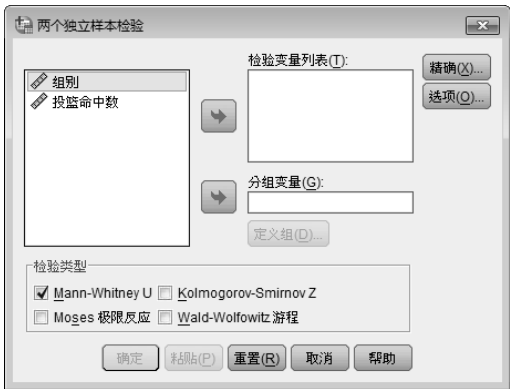 两个独立样本检验
组别
投篮命中数
检验变量列表(T):
精确(X)...
选项(O)...
分组变量(G):
定义组(D)...
检验类型
Mann-Whitney U Kolmogorov-Smirnov Z
Moses 极限反应 Wald-Wolfowitz 游程
确定 粘贴(P) 重置(R) 取消 帮助